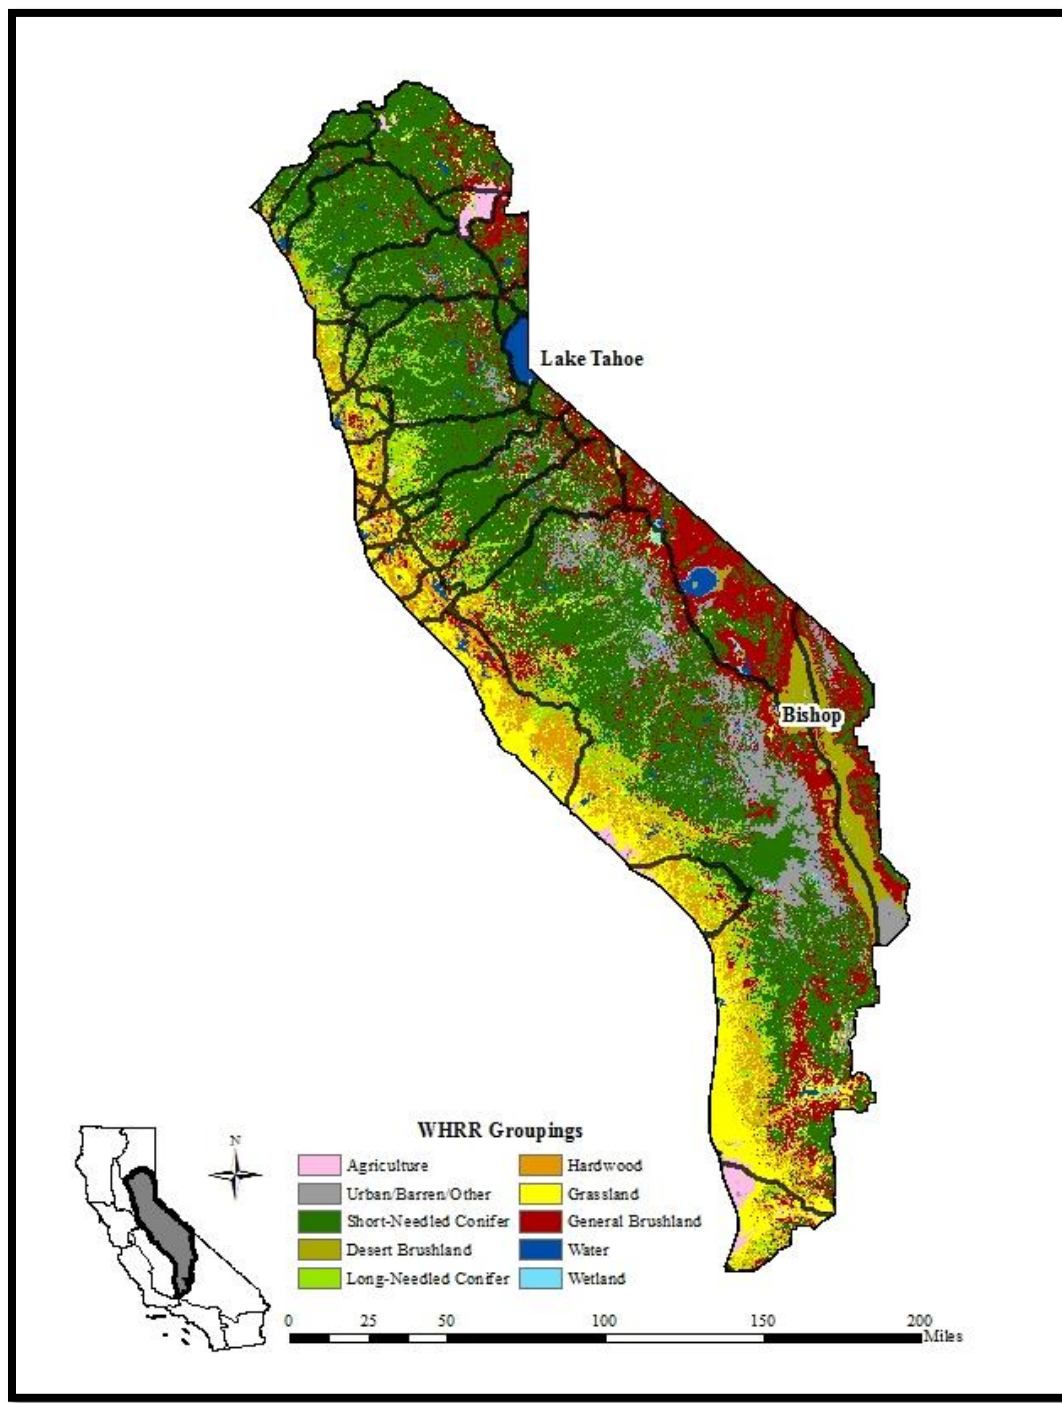 Lake Tahoe
Bishop
WHRR Groupings
N
Agriculture
Urban/Barren/Other
Short-Needled Conifer
Desert Brushland
Long-Needled Conifer
Hardwood
Grassland
General Brushland
Water
Wetland
0 25 50 100 150 200
Miles